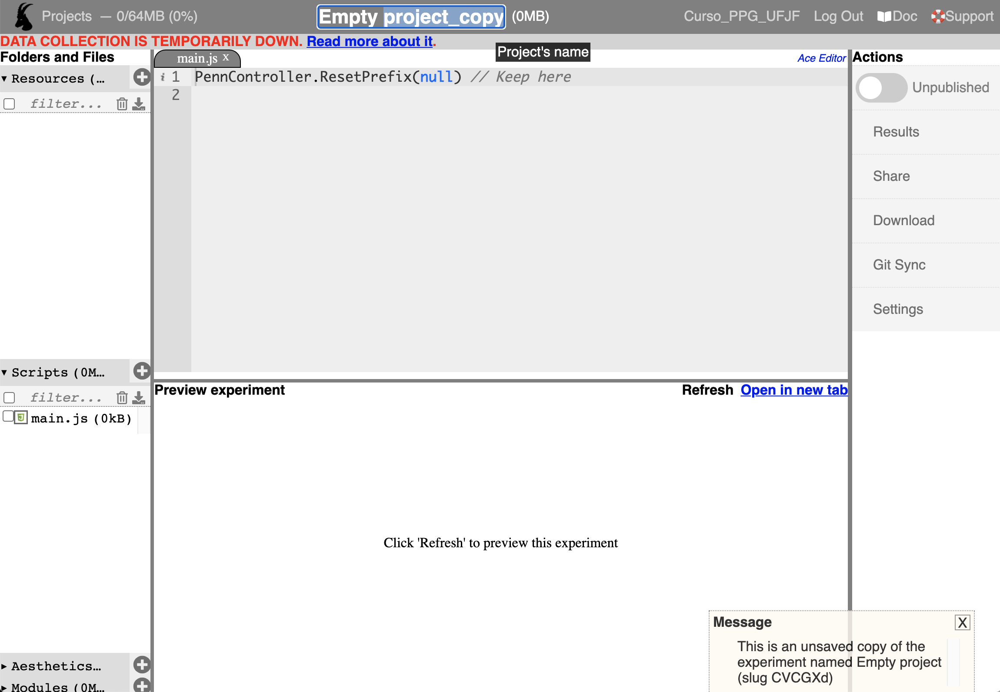 Projects — 0/64MB (0%)
Empty project_copy (0MB)
Curso_PPG_UFJF Log Out Doc Support
DATA COLLECTION IS TEMPORARILY DOWN. Read more about it.
Project's name
Folders and Files
Resources (…
filter...
Scripts (0M…
filter...
main.js (0kB)
Aesthetics…
Modules (0M…
main.js x
Ace Editor
1 PennController.ResetPrefix(null) // Keep here
2
Preview experiment
Refresh Open in new tab
Click 'Refresh' to preview this experiment
Actions
Unpublished
Results
Share
Download
Git Sync
Settings
Message X
This is an unsaved copy of the
experiment named Empty project
(slug CVCGXd)